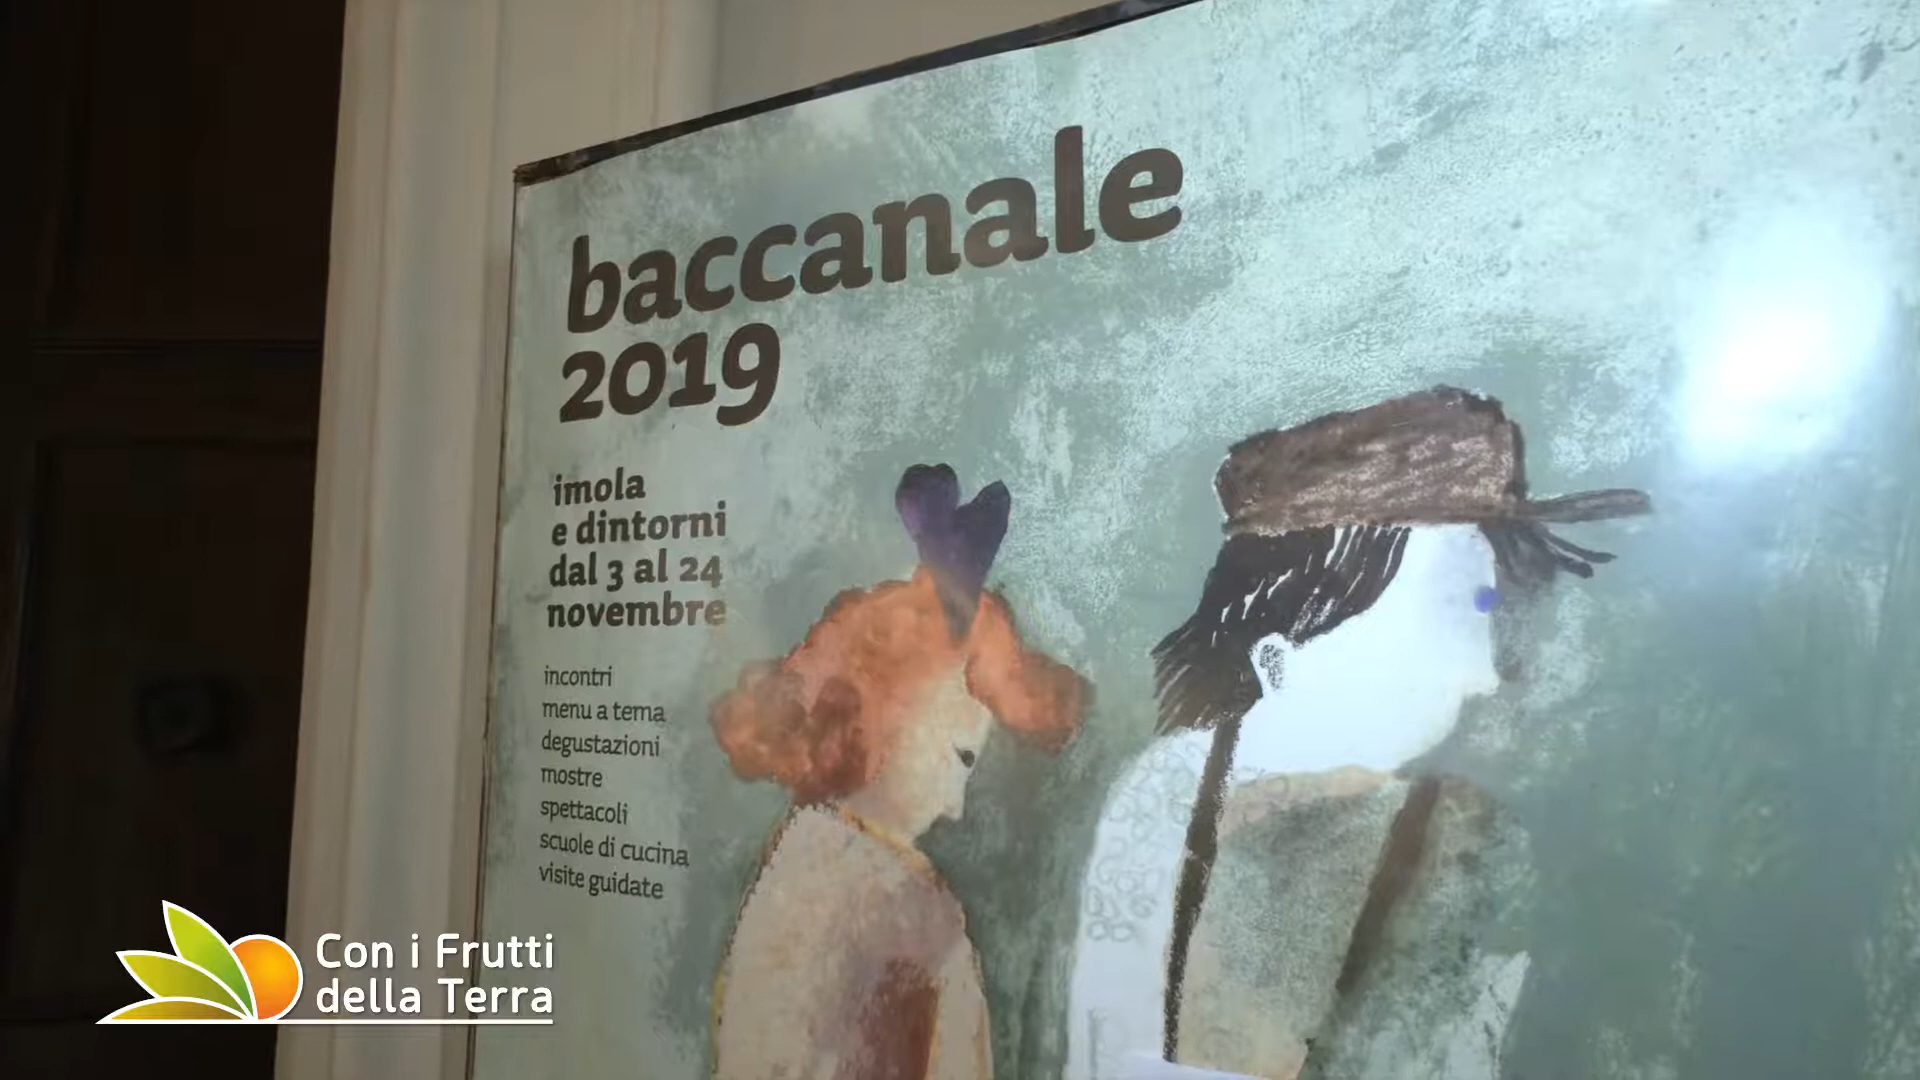 baccanale
2019
imola
e dintorni
dal 3 al 24
novembre
incontri
menu a tema
degustazioni
mostre
spettacoli
scuole di cucina
visite guidate
Con i Frutti
della Terra